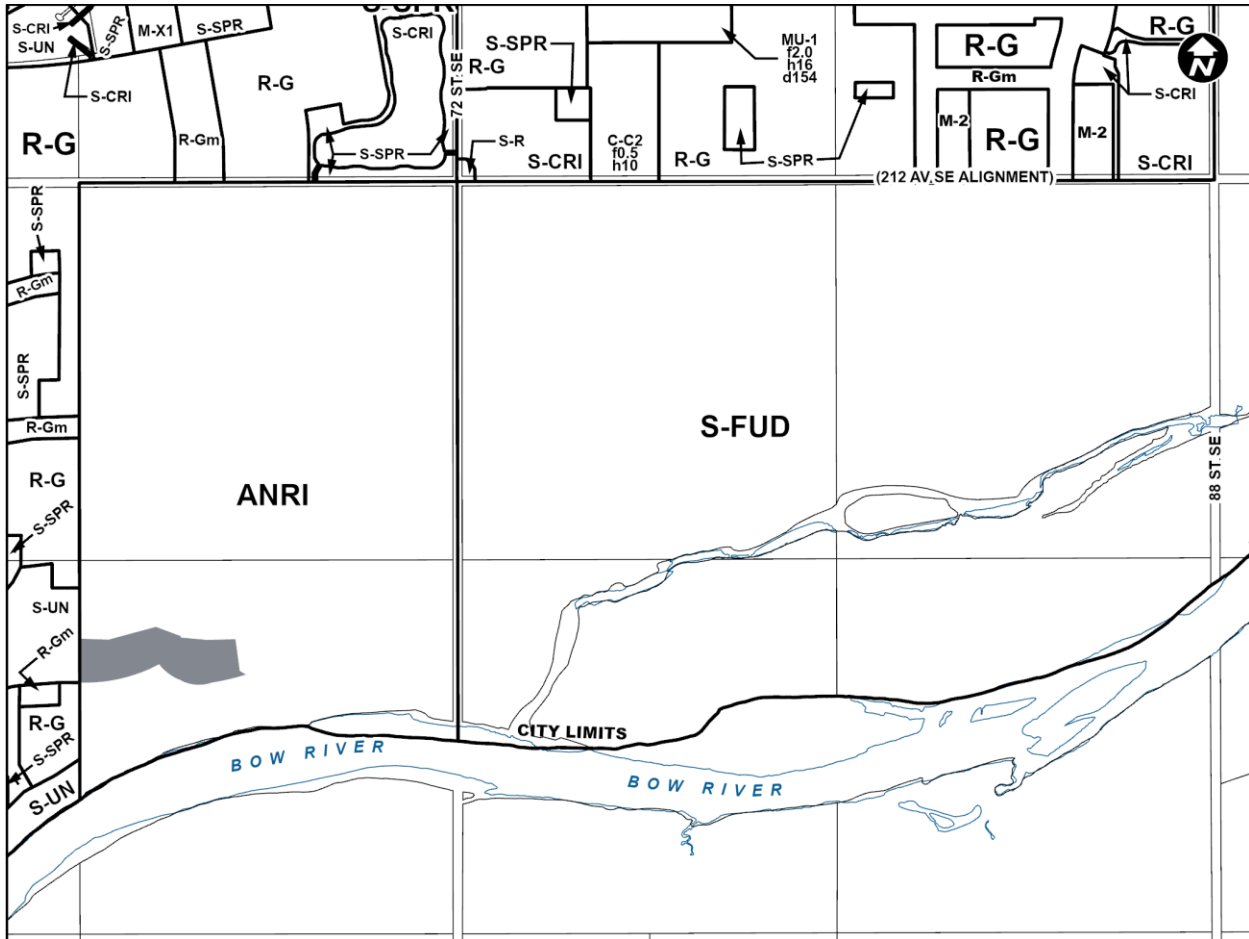 S-SPR
S-CRI
S-UN
S-SPR
M-X1
S-SPR
S-CRI
S-CRI
R-G
R-Gm
R-G
S-SPR
72 ST. SE
S-SPR
R-G
S-R
S-CRI
C-C2
f0.5
h10
MU-1
f2.0
h16
d154
R-G
S-SPR
R-G
R-Gm
M-2
R-G
M-2
R-G
S-CRI
S-CRI
N
(212 AV. SE ALIGNMENT)
S-SPR
R-Gm
S-SPR
R-Gm
R-G
S-SPR
S-UN
R-Gm
R-G
S-SPR
S-UN
ANRI
S-FUD
88 ST. SE
CITY LIMITS
BOW RIVER
BOW RIVER